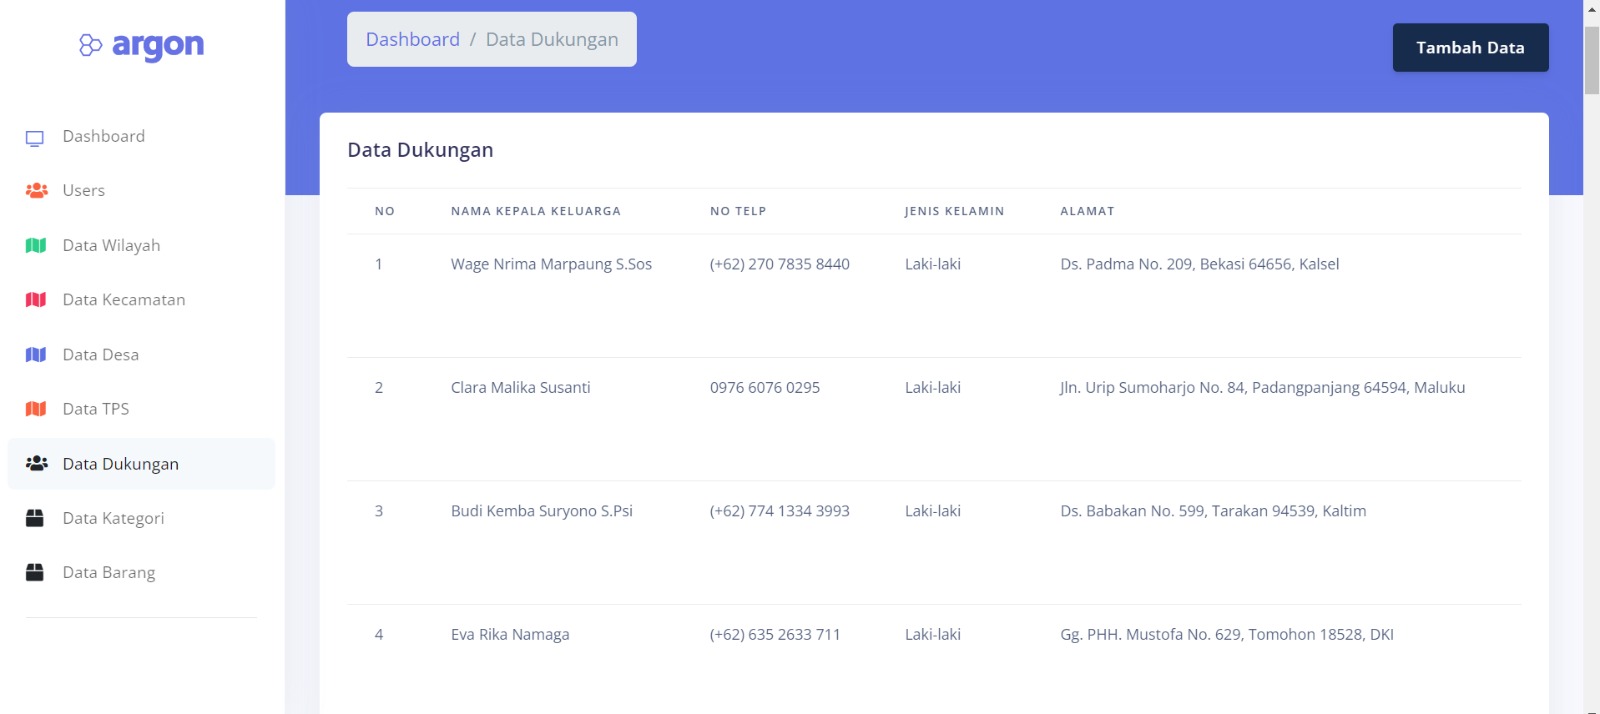 argon
Dashboard
Users
Data Wilayah
Data Kecamatan
Data Desa
Data TPS
Data Dukungan
Data Kategori
Data Barang
Dashboard / Data Dukungan
Tambah Data
Data Dukungan
NO NAMA KEPALA KELUARGA NO TELP JENIS KELAMIN ALAMAT
1 Wage Nrima Marpaung S.Sos (+62) 270 7835 8440 Laki-laki Ds. Padma No. 209, Bekasi 64656, Kalsel
2 Clara Malika Susanti 0976 6076 0295 Laki-laki Jln. Urip Sumoharjo No. 84, Padangpanjang 64594, Maluku
3 Budi Kemba Suryono S.Psi (+62) 774 1334 3993 Laki-laki Ds. Babakan No. 599, Tarakan 94539, Kaltim
4 Eva Rika Namaga (+62) 635 2633 711 Laki-laki Gg. PHH. Mustofa No. 629, Tomohon 18528, DKI